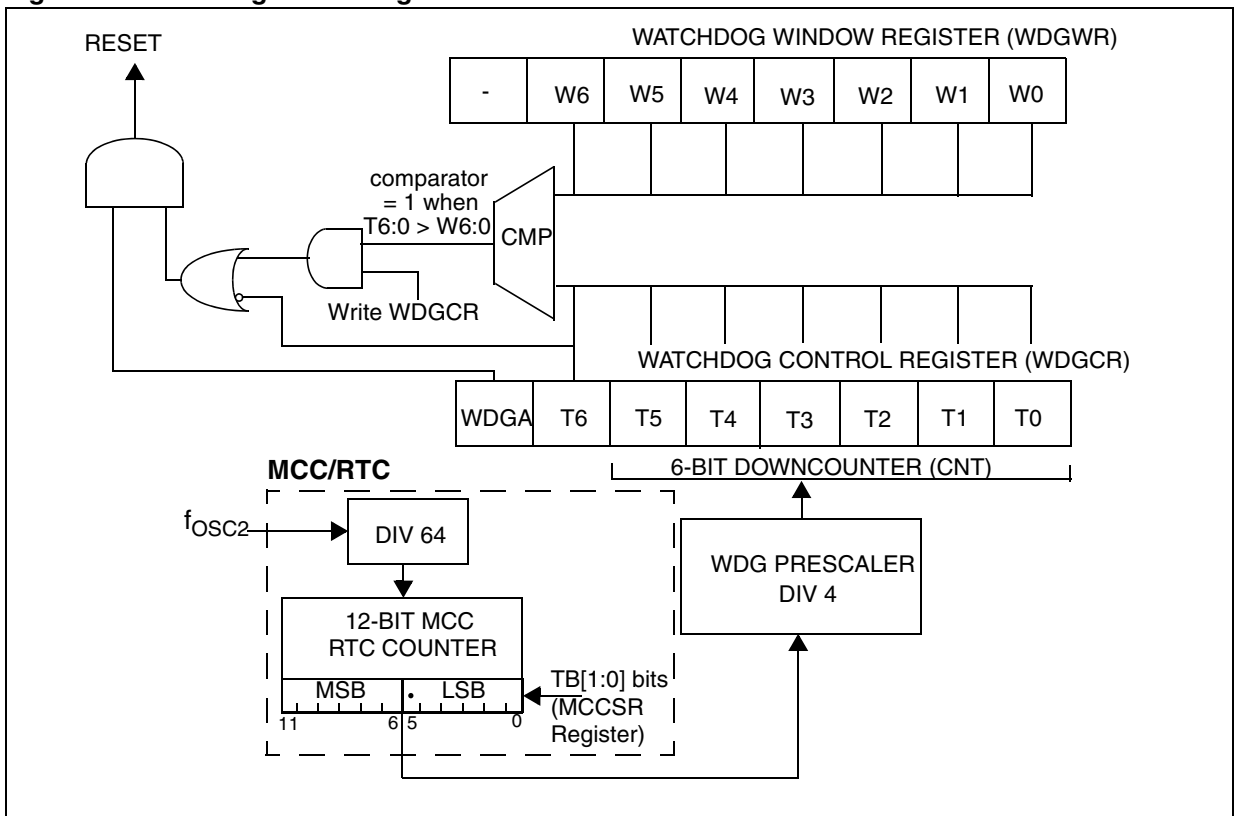 RESET
WATCHDOG WINDOW REGISTER (WDGWR)
- W6 W5 W4 W3 W2 W1 W0
comparator
= 1 when
T6:0 > W6:0
CMP
Write WDGCR
WATCHDOG CONTROL REGISTER (WDGCR)
WDGA T6 T5 T4 T3 T2 T1 T0
6-BIT DOWNCOUNTER (CNT)
MCC/RTC
fOSC2
DIV 64
WDG PRESCALER
DIV 4
12-BIT MCC
RTC COUNTER
MSB LSB
11 6 5 0
TB[1:0] bits
(MCCSR
Register)